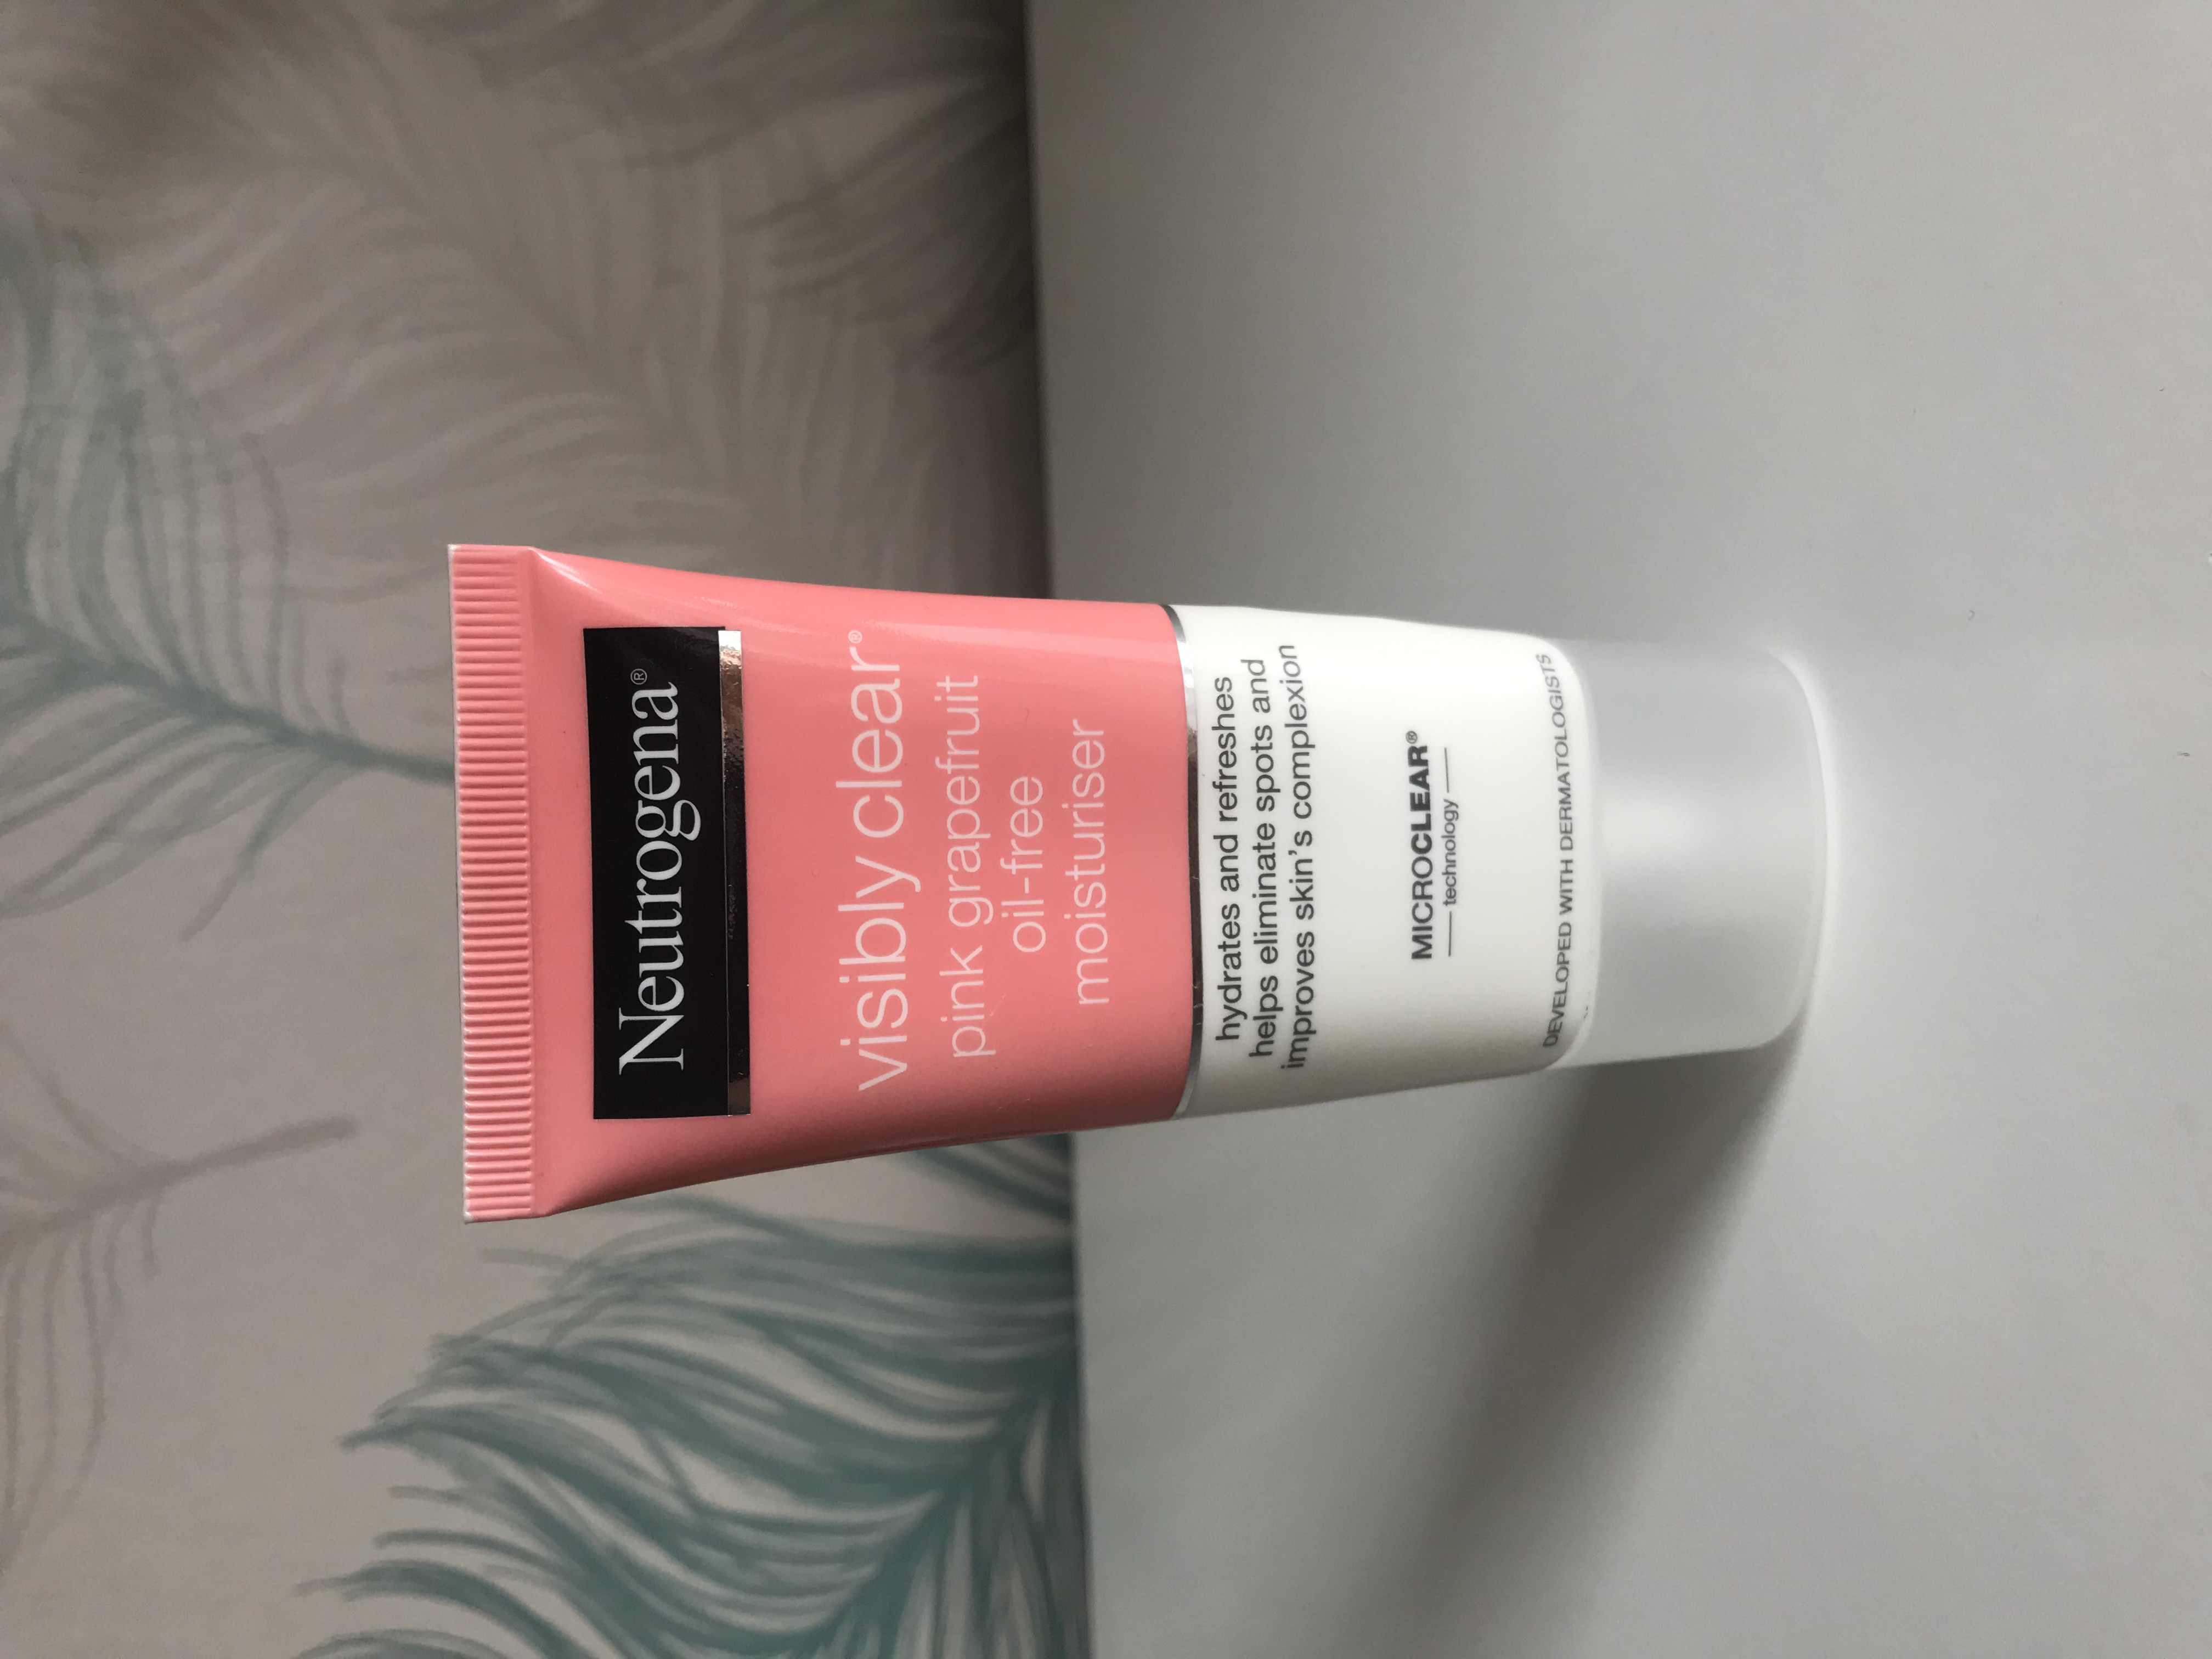 Neutrogena®
visibly clear®
pink grapefruit
oil-free
moisturiser
hydrates and refreshes
helps eliminate spots and
improves skin's complexion
MICROCLEAR®
technology
DEVELOPED WITH DERMATOLOGISTS